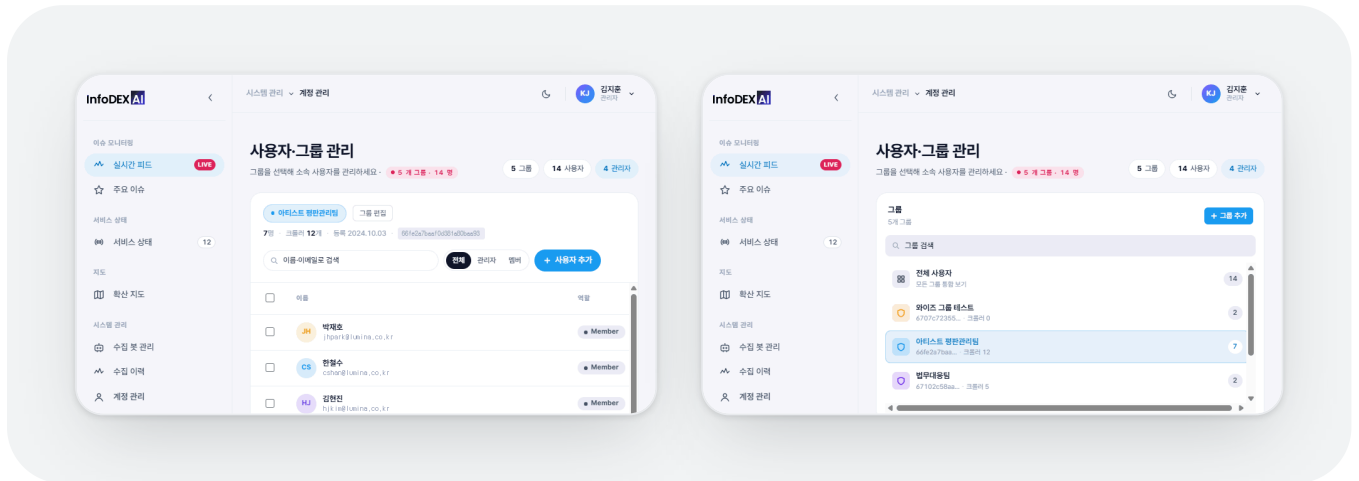 InfoDEX AI
시스템 관리 계정 관리
KJ 김지훈
관리자
이슈 모니터링
실시간 피드 LIVE
주요 이슈
서비스 상태
서비스 상태 12
지도
확산 지도
시스템 관리
수집 봇 관리
수집 이력
계정 관리
사용자·그룹 관리
그룹을 선택해 소속 사용자를 관리하세요 · 5 개 그룹 · 14 명
5 그룹 14 사용자 4 관리자
아티스트 평판관리팀 그룹 편집
7명 · 크롤러 12개 · 등록 2024.10.03 ·
이름·이메일로 검색 전체 관리자 멤버 + 사용자 추가
이름 역할
JH 박재호 Member
jhpark@lumina.co.kr
CS 한철수 Member
cshan@lumina.co.kr
HJ 김현진 Member
hjkim@lumina.co.kr
InfoDEX AI
시스템 관리 계정 관리
KJ 김지훈
관리자
이슈 모니터링
실시간 피드 LIVE
주요 이슈
서비스 상태
서비스 상태 12
지도
확산 지도
시스템 관리
수집 봇 관리
수집 이력
계정 관리
사용자·그룹 관리
그룹을 선택해 소속 사용자를 관리하세요 · 5 개 그룹 · 14 명
5 그룹 14 사용자 4 관리자
그룹
5개 그룹
+ 그룹 추가
그룹 검색
전체 사용자 14
모든 그룹 통합 보기
와이즈 그룹 테스트 2
6707c72355... · 크롤러 0
아티스트 평판관리팀 7
66fe2a7bae... · 크롤러 12
법무대응팀 2
67102c58aa... · 크롤러 5